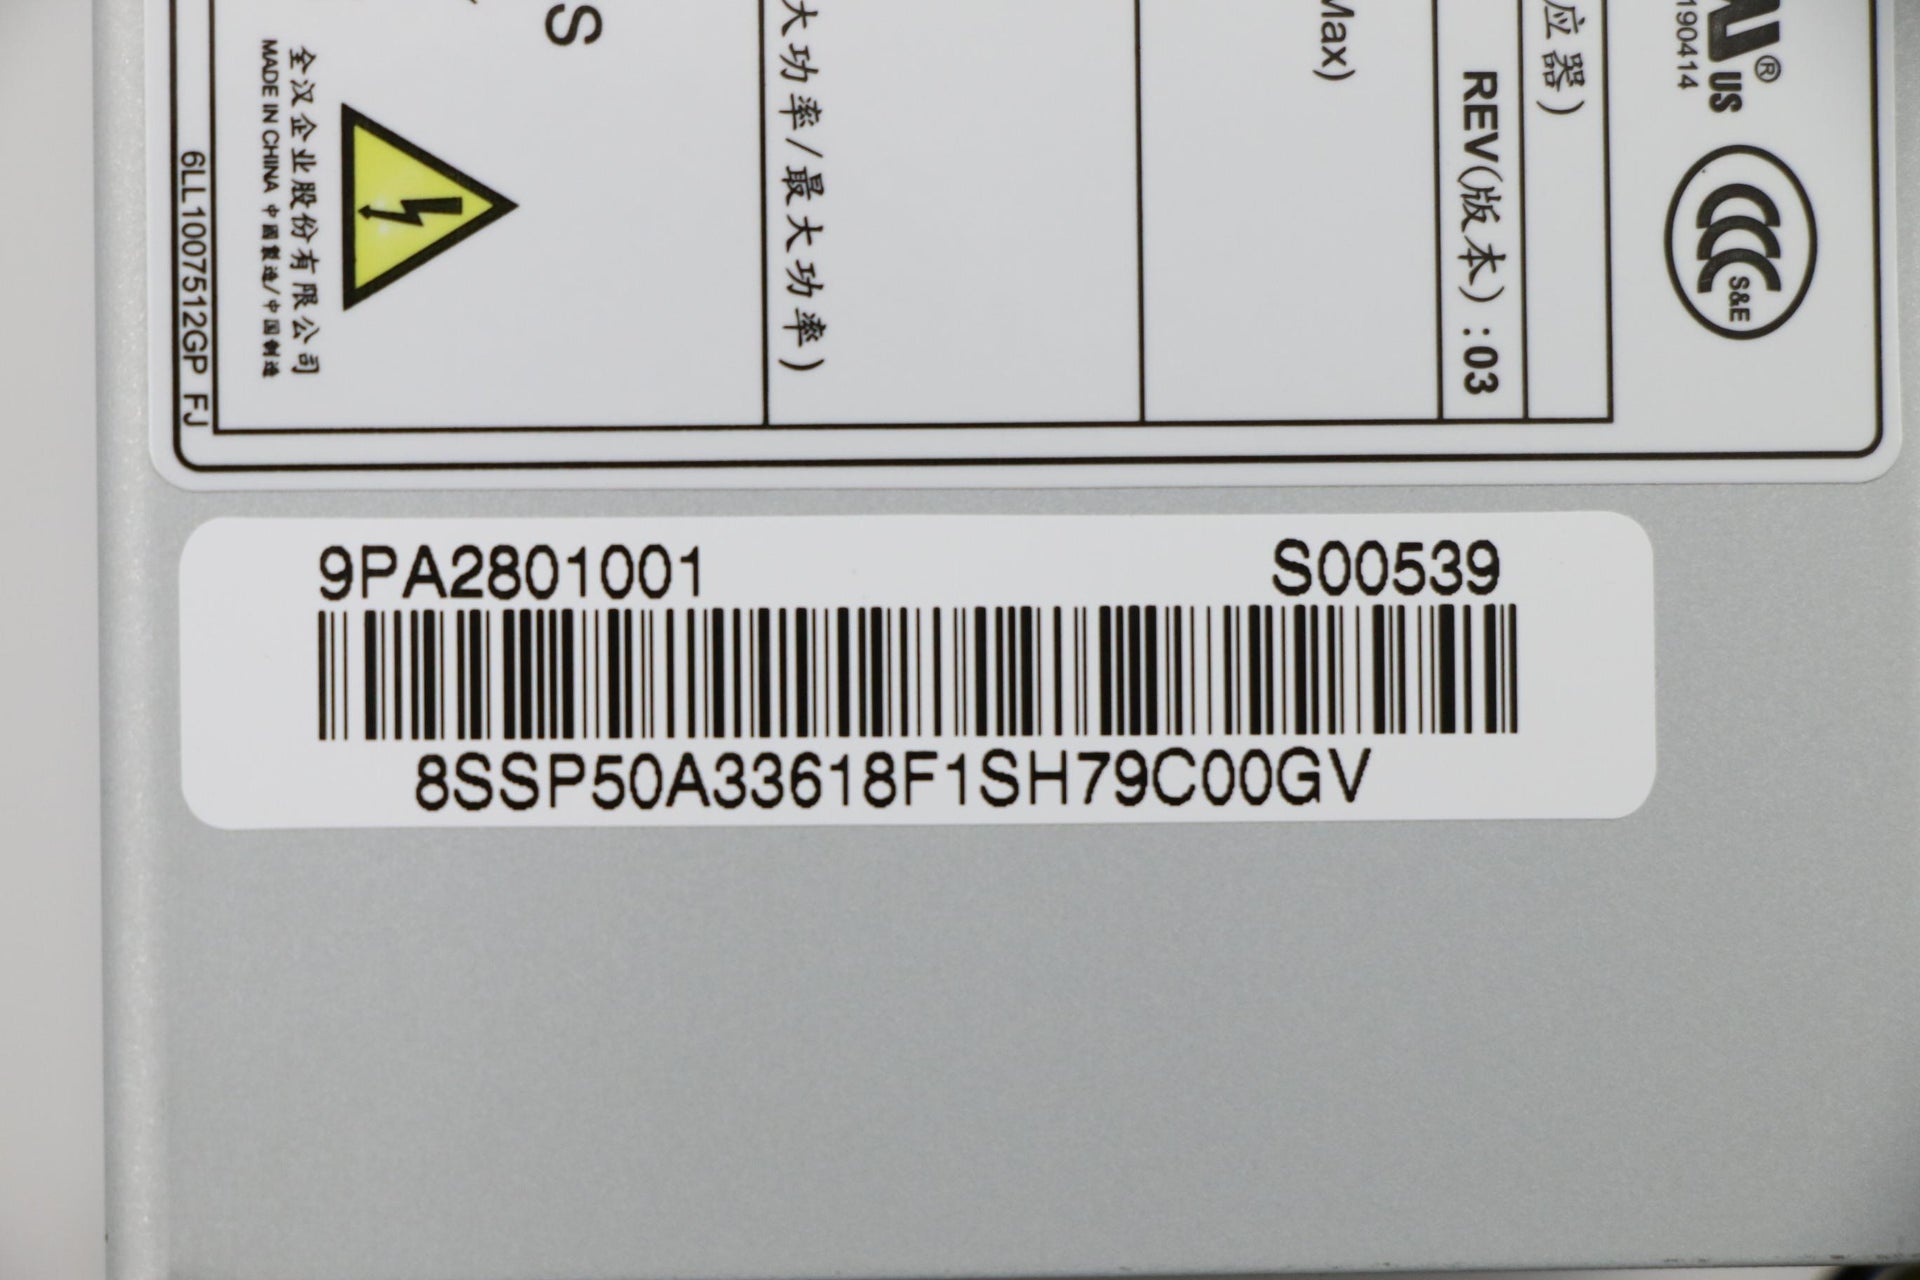 US
®
190414
S&E
应器)
REV(版本):03
Max)
大功率/最大功率)
S
全汉企业股份有限公司
MADE IN CHINA 中國製造/中国制造
6LL1007512GP FJ
9PA2801001 S00539
8SSP50A33618F1SH79C00GV